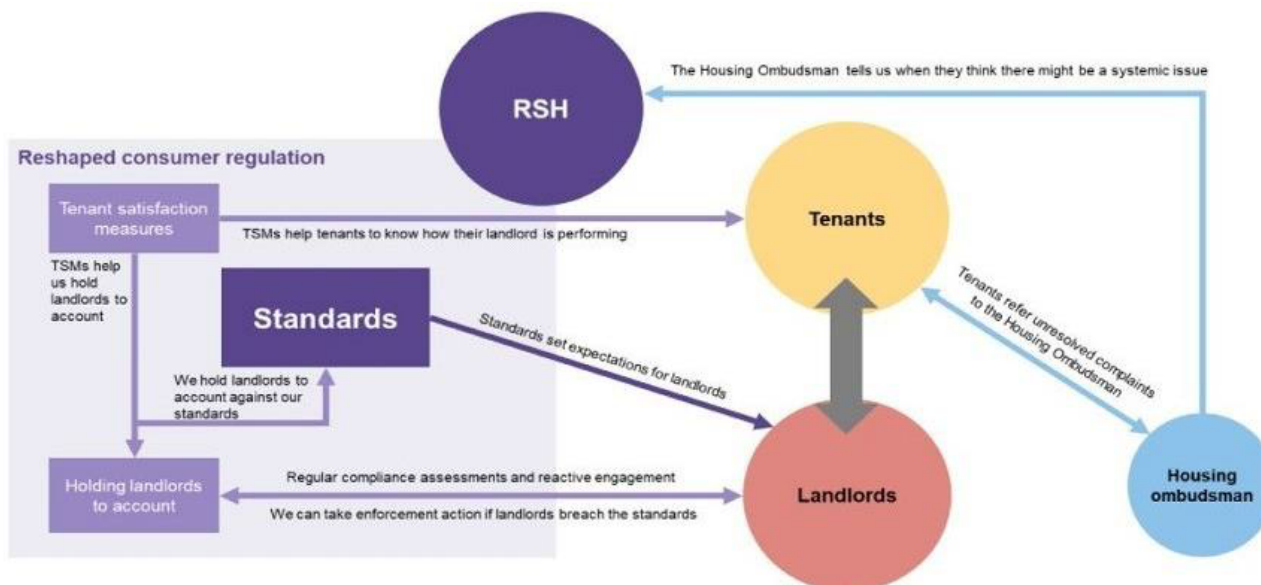 The Housing Ombudsman tells us when they think there might be a systemic issue
RSH
Reshaped consumer regulation
Tenant satisfaction
measures
TSMs help tenants to know how their landlord is performing
Tenants
TSMs help
us hold
landlords to
account
Standards
Standards set expectations for landlords
Tenants refer unresolved complaints
to the Housing Ombudsman
We hold landlords to
account against our
standards
Holding landlords
to account
Regular compliance assessments and reactive engagement
We can take enforcement action if landlords breach the standards
Landlords
Housing
ombudsman